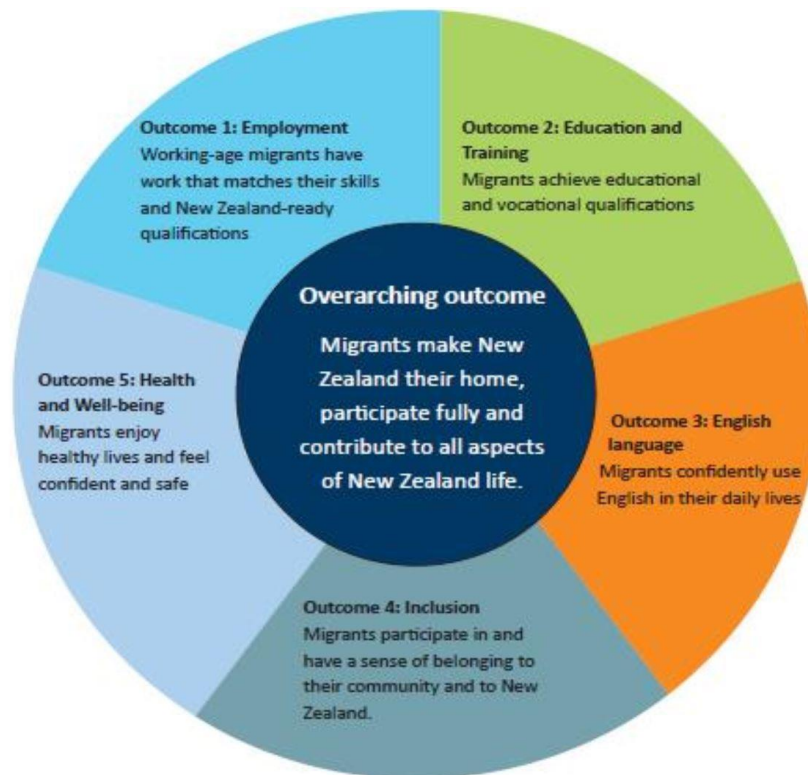 Outcome 1: Employment
Working-age migrants have
work that matches their skills
and New Zealand-ready
qualifications
Outcome 2: Education and
Training
Migrants achieve educational
and vocational qualifications
Overarching outcome
Migrants make New
Zealand their home,
participate fully and
contribute to all aspects
of New Zealand life.
Outcome 3: English
language
Migrants confidently use
English in their daily lives
Outcome 4: Inclusion
Migrants participate in and
have a sense of belonging to
their community and to New
Zealand.
Outcome 5: Health
and Well-being
Migrants enjoy
healthy lives and feel
confident and safe